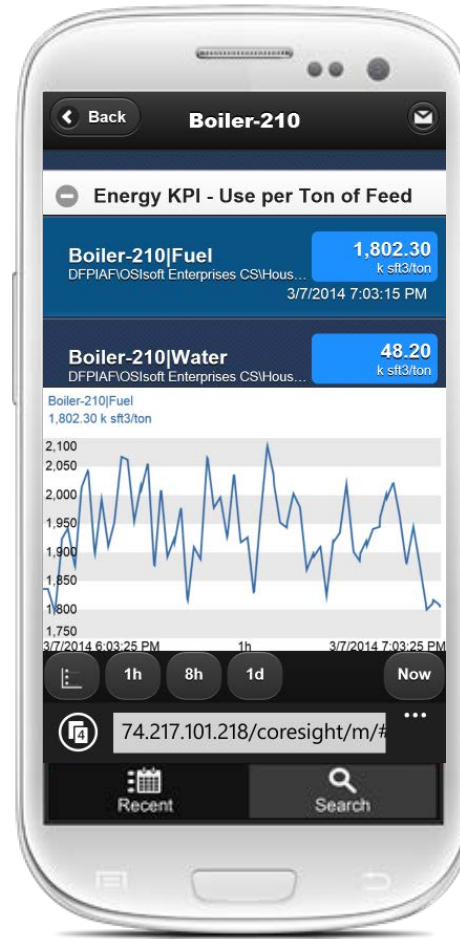 Back
Boiler-210
Energy KPI - Use per Ton of Feed
Boiler-210|Fuel
1,802.30
DFPIAF\OSIsoft Enterprises CS\Hous...
k sft3/ton
3/7/2014 7:03:15 PM
Boiler-210|Water
48.20
DFPIAF\OSIsoft Enterprises CS\Hous...
k sft3/ton
Boiler-210|Fuel
1,802.30 k sft3/ton
2,100
2,050
2,000
1,950
1,900
1,850
1,800
1,750
3/7/2014 6:03:25 PM
1h
3/7/2014 7:03:25 PM
1h
8h
1d
Now
4
74.217.101.218/coresight/m/#
...
Recent
Search